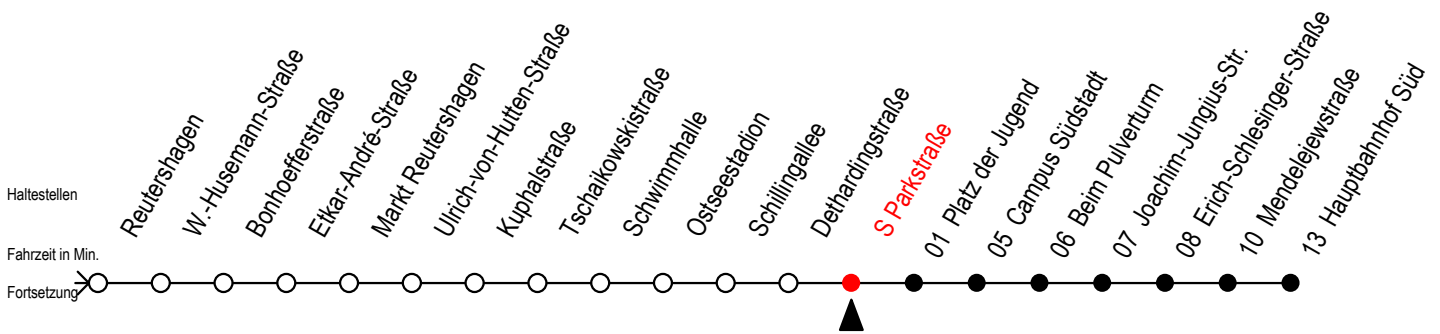 Haltestellen
Fahrzeit in Min.
Fortsetzung
Reutershagen
W.-Husemann-Straße
Bonhoefferstraße
Etkar-André-Straße
Markt Reutershagen
Ulrich-von-Hutten-Straße
Kuphalstraße
Tschaikowskistraße
Schwimmhalle
Ostseestadion
Schillingallee
Dethardingstraße
S Parkstraße
01 Platz der Jugend
05 Campus Südstadt
06 Beim Pulverturm
07 Joachim-Jungius-Str.
08 Erich-Schlesinger-Straße
10 Mendelejewstraße
13 Hauptbahnhof Süd